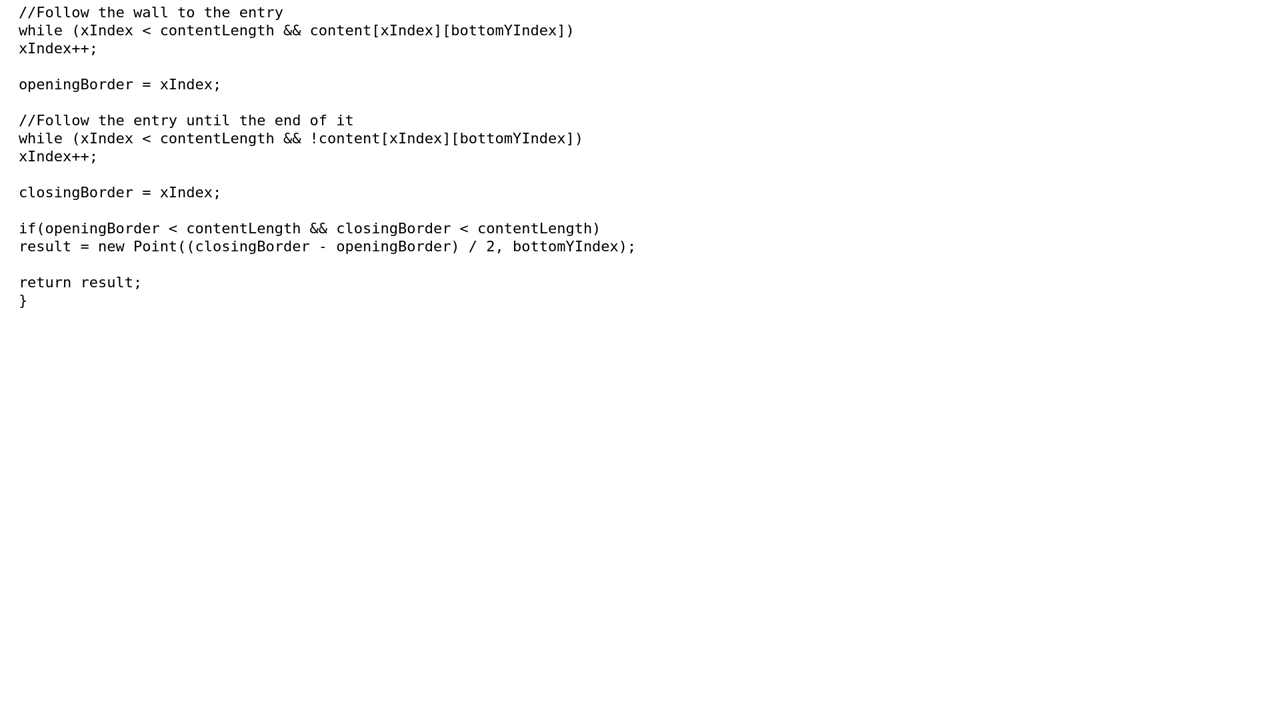 //Follow the wall to the entry
while (xIndex < contentLength && content[xIndex][bottomYIndex])
xIndex++;
openingBorder = xIndex;
//Follow the entry until the end of it
while (xIndex < contentLength && !content[xIndex][bottomYIndex])
xIndex++;
closingBorder = xIndex;
if(openingBorder < contentLength && closingBorder < contentLength)
result = new Point((closingBorder - openingBorder) / 2, bottomYIndex);
return result;
}